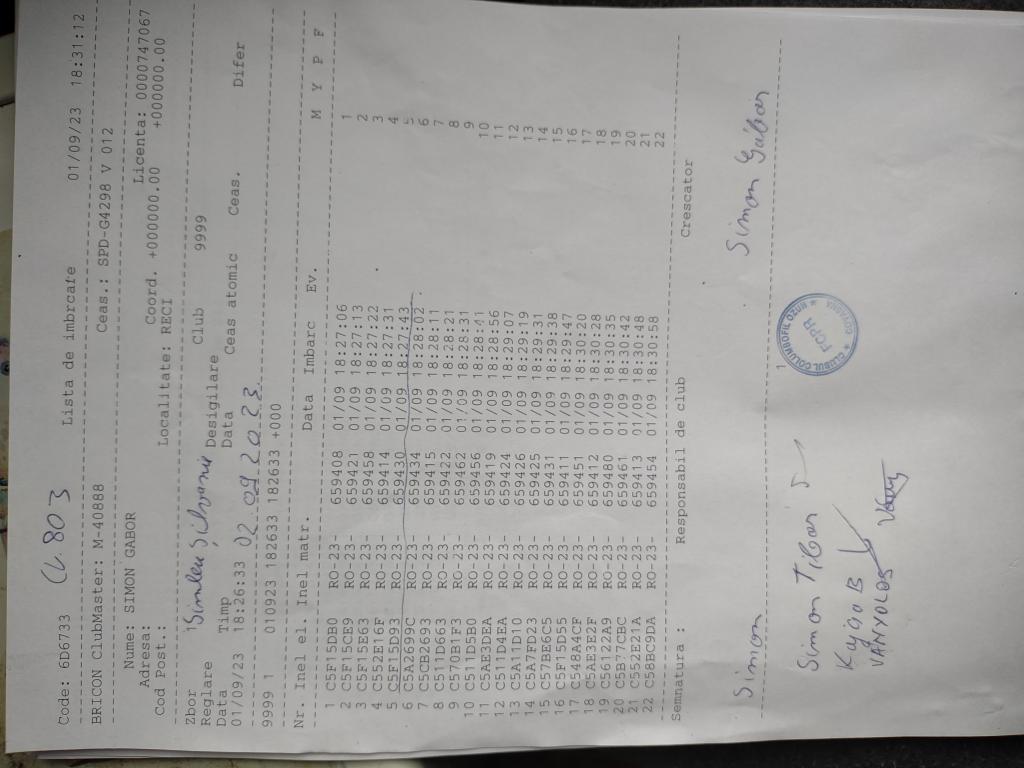 Code: 6D6733 CL 803 Lista de imbrcafe 01/09/23 18:31:12
BRICON ClubMaster: M-40888 Ceas.: SPD-G4298 V 012
Nume: SIMON GABOR Licenta: 0000747067
Adresa: Coord. +000000.00 +000000.00
Cod Post.: Localitate: RECI
Zbor Simleu Silvaniei Club 9999
Reglare Desigilare
Data Timp Data Ceas atomic Ceas. Difer
01/09/23 18:26:33 02.09 2023
9999 1 010923 182633 182633 +000
Nr. Inel el. Inel matr. Data Imbarc Ev. M Y P F
1 C5F15DB0 RO-23- 659408 01/09 18:27:06 1
2 C5F15CE9 RO-23- 659421 01/09 18:27:13 2
3 C5F15E63 RO-23- 659458 01/09 18:27:22 3
4 C552E16F RO-23- 659414 01/09 18:27:31 4
5 C5F15D93 RO-23- 659430 01/09 18:27:43 5
6 C5A2699C RO-23- 659434 01/09 18:28:02 6
7 C5CB2693 RO-23- 659415 01/09 18:28:11 7
8 C511D663 RO-23- 659422 01/09 18:28:21 8
9 C570B1F3 RO-23- 659462 01/09 18:28:31 9
10 C511D5B0 RO-23- 659456 01/09 18:28:41 10
11 C5AE3DEA RO-23- 659419 01/09 18:28:56 11
12 C511D4EA RO-23- 659424 01/09 18:29:07 12
13 C5A11D10 RO-23- 659426 01/09 18:29:19 13
14 C5A7FD23 RO-23- 659425 01/09 18:29:31 14
15 C57BE6C5 RO-23- 659431 01/09 18:29:38 15
16 C5F15D55 RO-23- 659411 01/09 18:29:47 16
17 C548A4CF RO-23- 659451 01/09 18:30:20 17
18 C5AE3E2F RO-23- 659412 01/09 18:30:28 18
19 C56122A9 RO-23- 659480 01/09 18:30:35 19
20 C5B77CBC RO-23- 659461 01/09 18:30:42 20
21 C552E21A RO-23- 659413 01/09 18:30:48 21
22 C56BC9DA RO-23- 659454 01/09 18:30:58 22
Semnatura : Responsabil de club Crescator
Simon Simon Gábor
1
Simon Tibor
VANYOLOS
CLUBUL COLUMBOFIL OZUN
FCPR
COVASNA